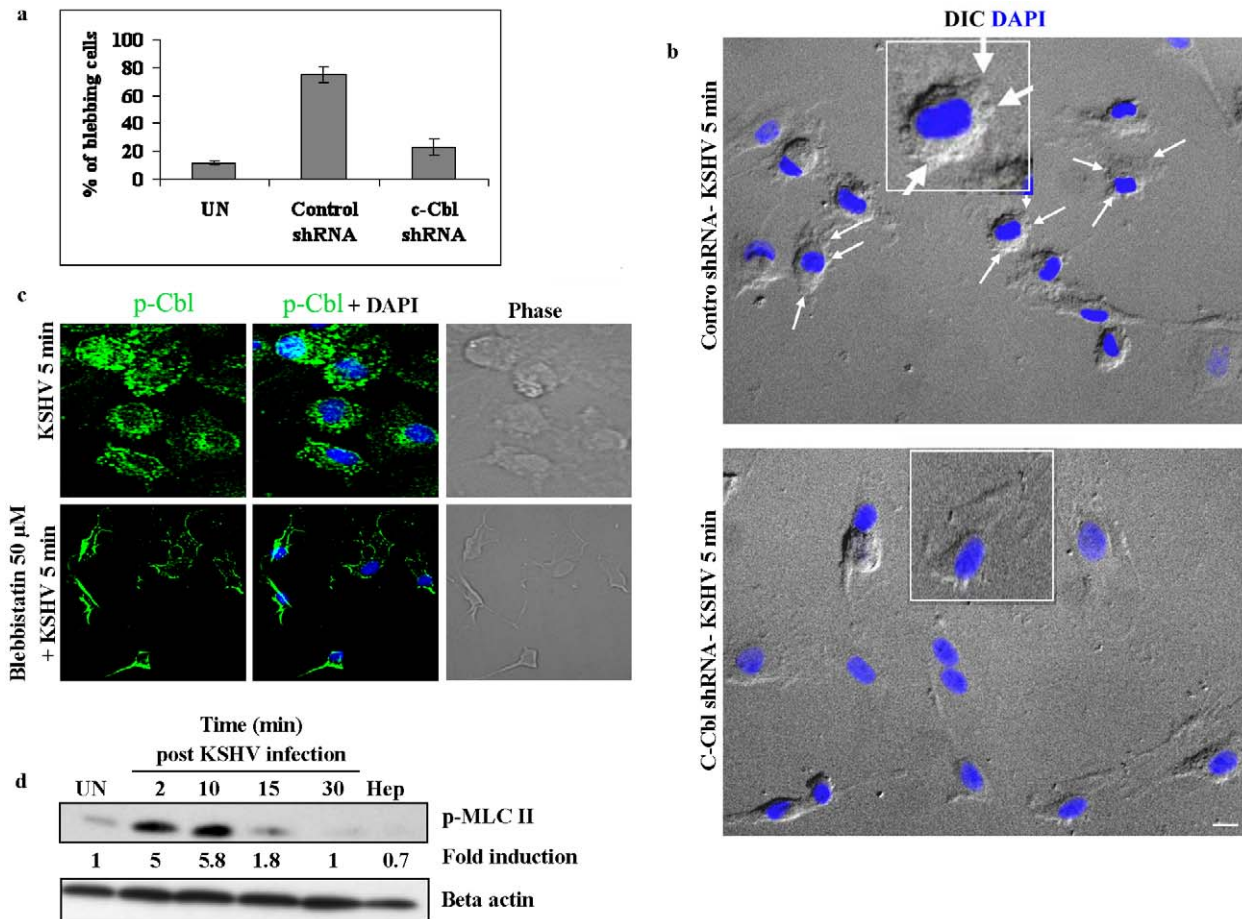 a
% of blebbing cells
100
80
60
40
20
0
UN
Control
shRNA
c-Cbl
shRNA
b
DIC DAPI
Contro shRNA- KSHV 5 min
C-Cbl shRNA- KSHV 5 min
c
p-Cbl
p-Cbl + DAPI
Phase
KSHV 5 min
Blebbistatin 50 µM
+ KSHV 5 min
d
Time (min)
post KSHV infection
UN 2 10 15 30 Hep
p-MLC II
1 5 5.8 1.8 1 0.7 Fold induction
Beta actin